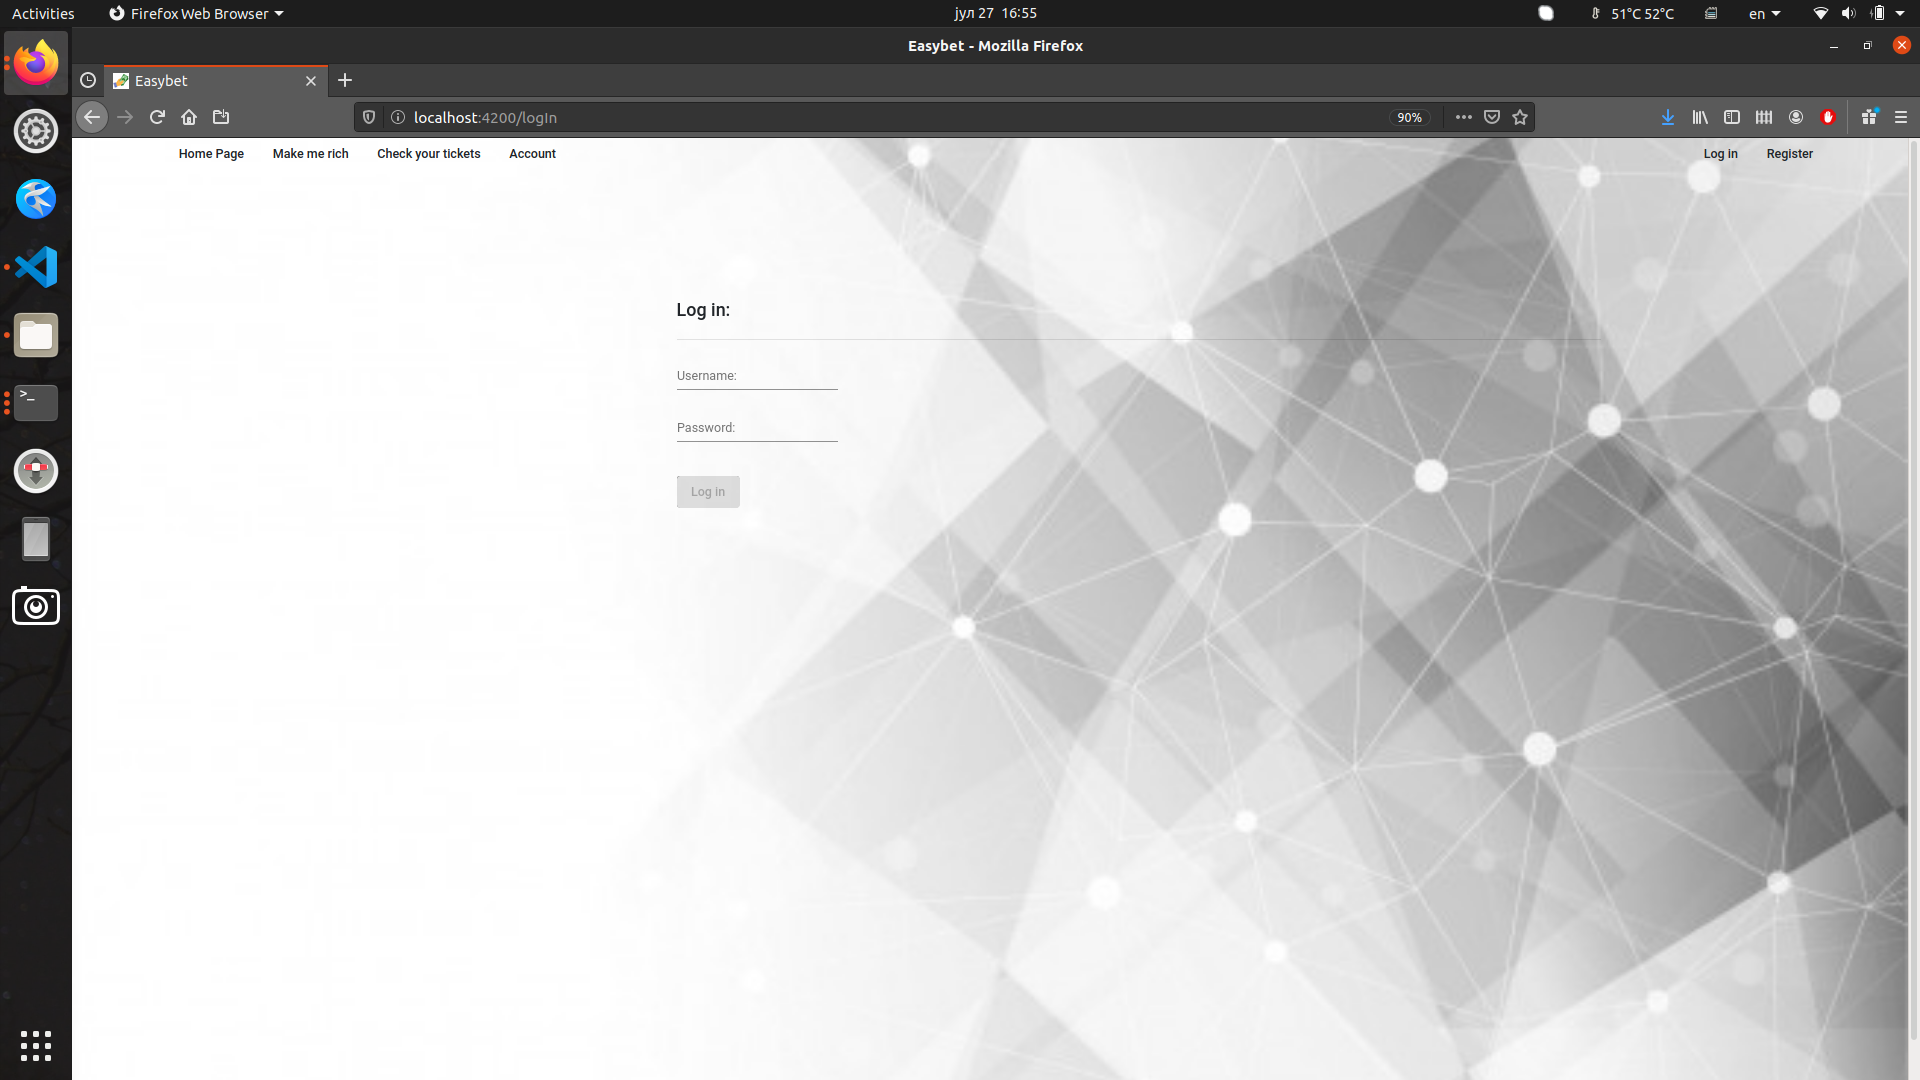 Activities
Firefox Web Browser
јул 27 16:55
51°C 52°C
en
Easybet - Mozilla Firefox
Easybet
localhost:4200/logIn
90%
Home Page
Make me rich
Check your tickets
Account
Log in
Register
Log in:
Username:
Password:
Log in